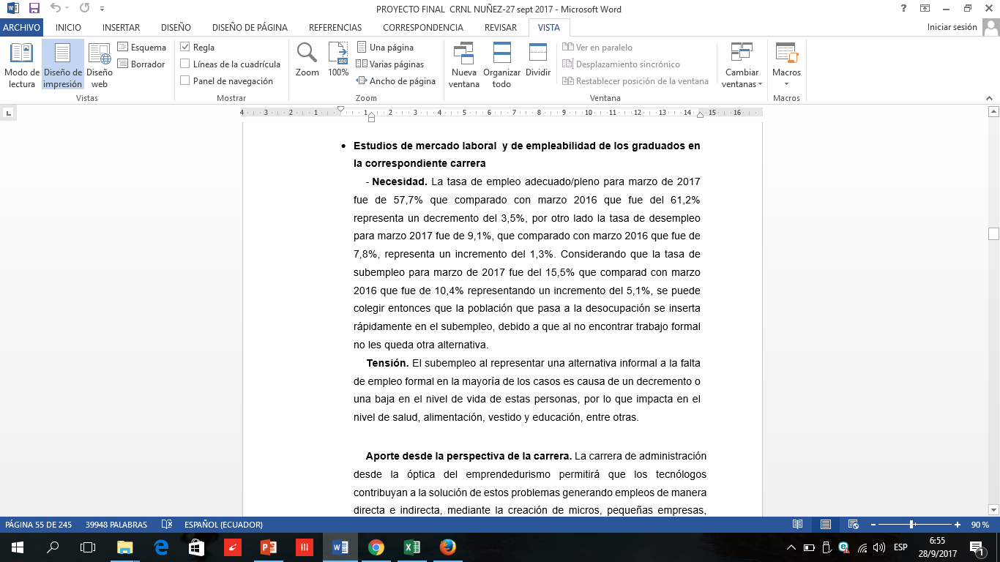 PROYECTO FINAL CRNL NUÑEZ-27 sept 2017 - Microsoft Word
ARCHIVO INICIO INSERTAR DISEÑO DISEÑO DE PÁGINA REFERENCIAS CORRESPONDENCIA REVISAR VISTA Iniciar sesión
Modo de lectura
Diseño de impresión
Diseño web
Esquema
Borrador
Vistas
Regla
Líneas de la cuadrícula
Panel de navegación
Mostrar
Zoom
100%
Una página
Varias páginas
Ancho de página
Zoom
Nueva ventana
Organizar todo
Dividir
Ver en paralelo
Desplazamiento sincrónico
Restablecer posición de la ventana
Ventana
Cambiar ventanas
Macros
Macros
4 3 2 1 1 2 3 4 5 6 7 8 9 10 11 12 13 14 15 16
• Estudios de mercado laboral y de empleabilidad de los graduados en
la correspondiente carrera
- Necesidad. La tasa de empleo adecuado/pleno para marzo de 2017
fue de 57,7% que comparado con marzo 2016 que fue del 61,2%
representa un decremento del 3,5%, por otro lado la tasa de desempleo
para marzo 2017 fue de 9,1%, que comparado con marzo 2016 que fue de
7,8%, representa un incremento del 1,3%. Considerando que la tasa de
subempleo para marzo de 2017 fue del 15,5% que comparad con marzo
2016 que fue de 10,4% representando un incremento del 5,1%, se puede
colegir entonces que la población que pasa a la desocupación se inserta
rápidamente en el subempleo, debido a que al no encontrar trabajo formal
no les queda otra alternativa.
Tensión. El subempleo al representar una alternativa informal a la falta
de empleo formal en la mayoría de los casos es causa de un decremento o
una baja en el nivel de vida de estas personas, por lo que impacta en el
nivel de salud, alimentación, vestido y educación, entre otras.
Aporte desde la perspectiva de la carrera. La carrera de administración
desde la óptica del emprendedurismo permitirá que los tecnólogos
contribuyan a la solución de estos problemas generando empleos de manera
directa e indirecta, mediante la creación de micros, pequeñas empresas,
PÁGINA 55 DE 245 39948 PALABRAS ESPAÑOL (ECUADOR) 90 %
ESP
6:55
28/9/2017
1